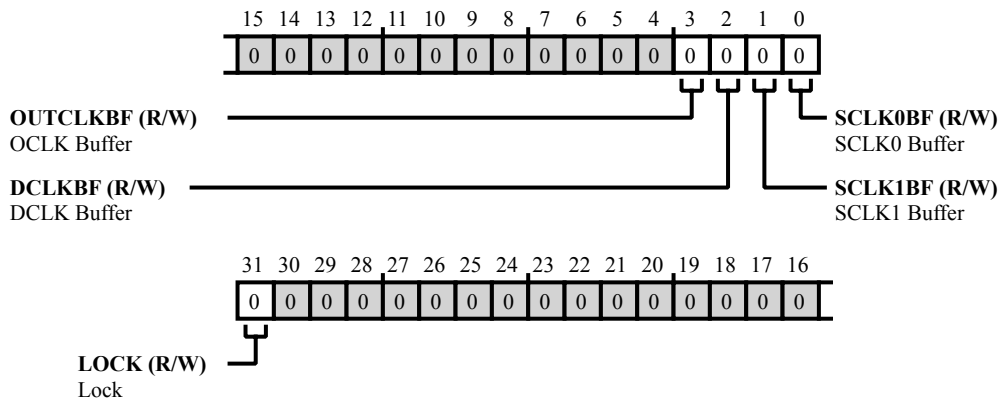 15 14 13 12 11 10 9 8 7 6 5 4 3 2 1 0
0 0 0 0 0 0 0 0 0 0 0 0 0 0 0 0
OUTCLKBF (R/W)
OCLK Buffer
SCLK0BF (R/W)
SCLK0 Buffer
DCLKBF (R/W)
DCLK Buffer
SCLK1BF (R/W)
SCLK1 Buffer
31 30 29 28 27 26 25 24 23 22 21 20 19 18 17 16
0 0 0 0 0 0 0 0 0 0 0 0 0 0 0 0
LOCK (R/W)
Lock